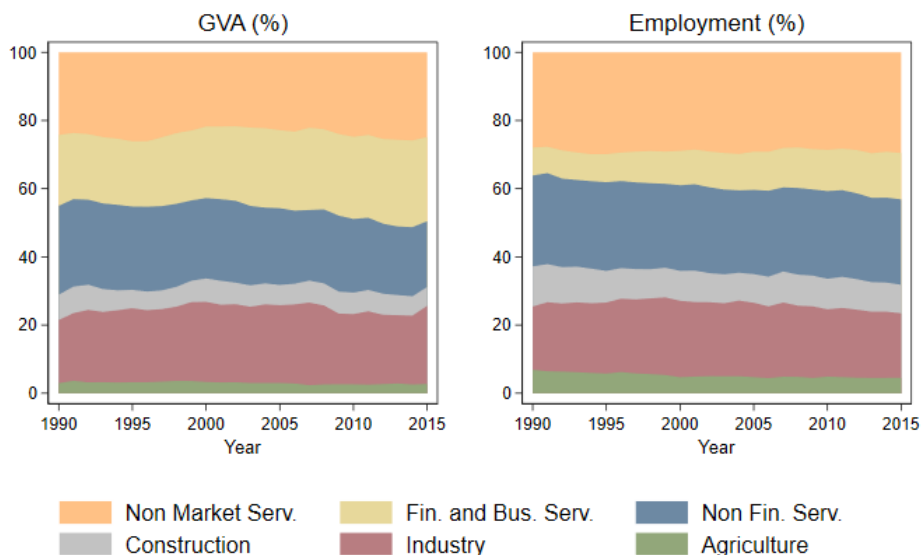 GVA (%)
Employment (%)
100
80
60
40
20
0
1990 1995 2000 2005 2010 2015
Year
100
80
60
40
20
0
1990 1995 2000 2005 2010 2015
Year
Non Market Serv. Fin. and Bus. Serv. Non Fin. Serv.
Construction Industry Agriculture